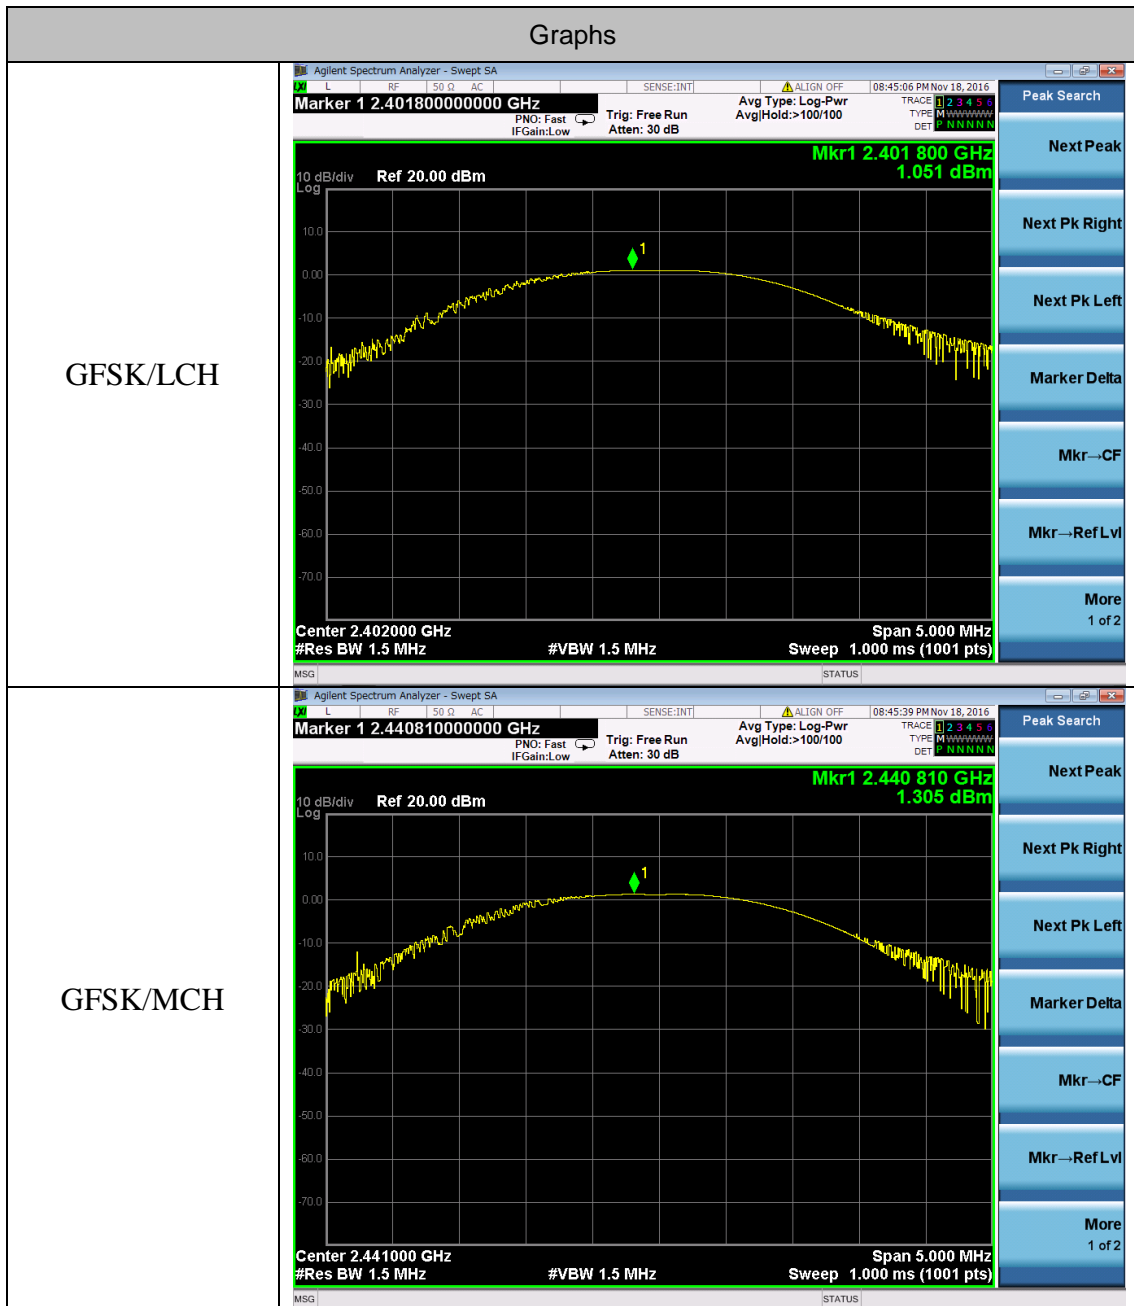 Graphs
GFSK/LCH
Agilent Spectrum Analyzer - Swept SA
LXI L RF 50 Ω AC SENSE:INT ALIGN OFF 08:45:06 PM Nov 18, 2016
Marker 1 2.401800000000 GHz
PNO: Fast
IFGain:Low
Trig: Free Run
Atten: 30 dB
Avg Type: Log-Pwr
Avg|Hold:>100/100
TRACE 1 2 3 4 5 6
TYPE M WWWWW
DET P N N N N N
Mkr1 2.401 800 GHz
1.051 dBm
10 dB/div Ref 20.00 dBm
Log
10.0
0.00
-10.0
-20.0
-30.0
-40.0
-50.0
-60.0
-70.0
1
Center 2.402000 GHz Span 5.000 MHz
#Res BW 1.5 MHz #VBW 1.5 MHz Sweep 1.000 ms (1001 pts)
MSG STATUS
Peak Search
Next Peak
Next Pk Right
Next Pk Left
Marker Delta
Mkr→CF
Mkr→Ref Lvl
More
1 of 2
GFSK/MCH
Agilent Spectrum Analyzer - Swept SA
LXI L RF 50 Ω AC SENSE:INT ALIGN OFF 08:45:39 PM Nov 18, 2016
Marker 1 2.440810000000 GHz
PNO: Fast
IFGain:Low
Trig: Free Run
Atten: 30 dB
Avg Type: Log-Pwr
Avg|Hold:>100/100
TRACE 1 2 3 4 5 6
TYPE M WWWWW
DET P N N N N N
Mkr1 2.440 810 GHz
1.305 dBm
10 dB/div Ref 20.00 dBm
Log
10.0
0.00
-10.0
-20.0
-30.0
-40.0
-50.0
-60.0
-70.0
1
Center 2.441000 GHz Span 5.000 MHz
#Res BW 1.5 MHz #VBW 1.5 MHz Sweep 1.000 ms (1001 pts)
MSG STATUS
Peak Search
Next Peak
Next Pk Right
Next Pk Left
Marker Delta
Mkr→CF
Mkr→Ref Lvl
More
1 of 2